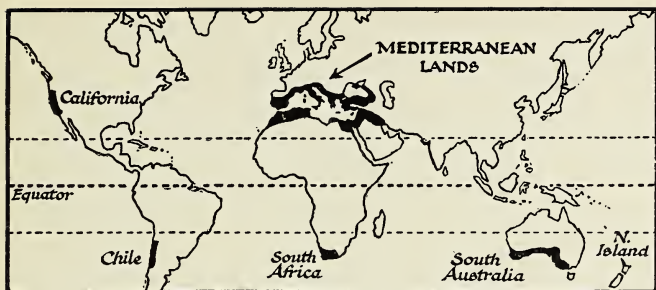 MEDITERRANEAN
LANDS
California
Equator
Chile
South
Africa
South
Australia
N.
Island